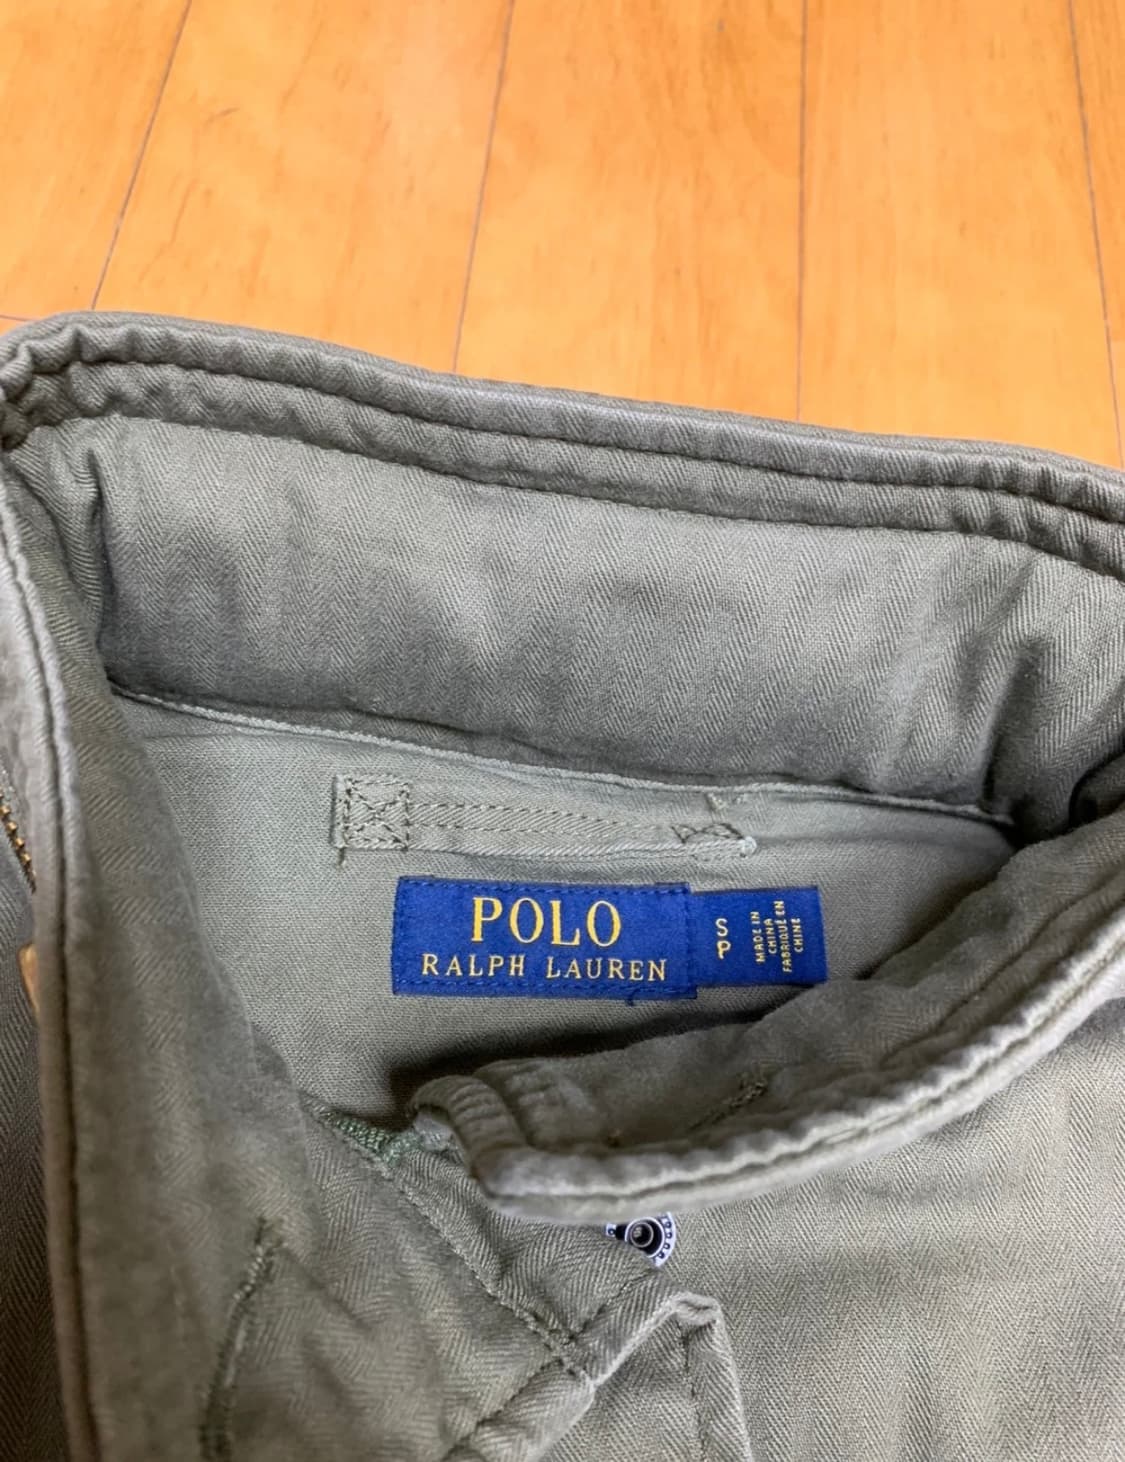 POLO
RALPH LAUREN
S
P
MADE IN
CHINA
FABRIQUÉ EN
CHINE